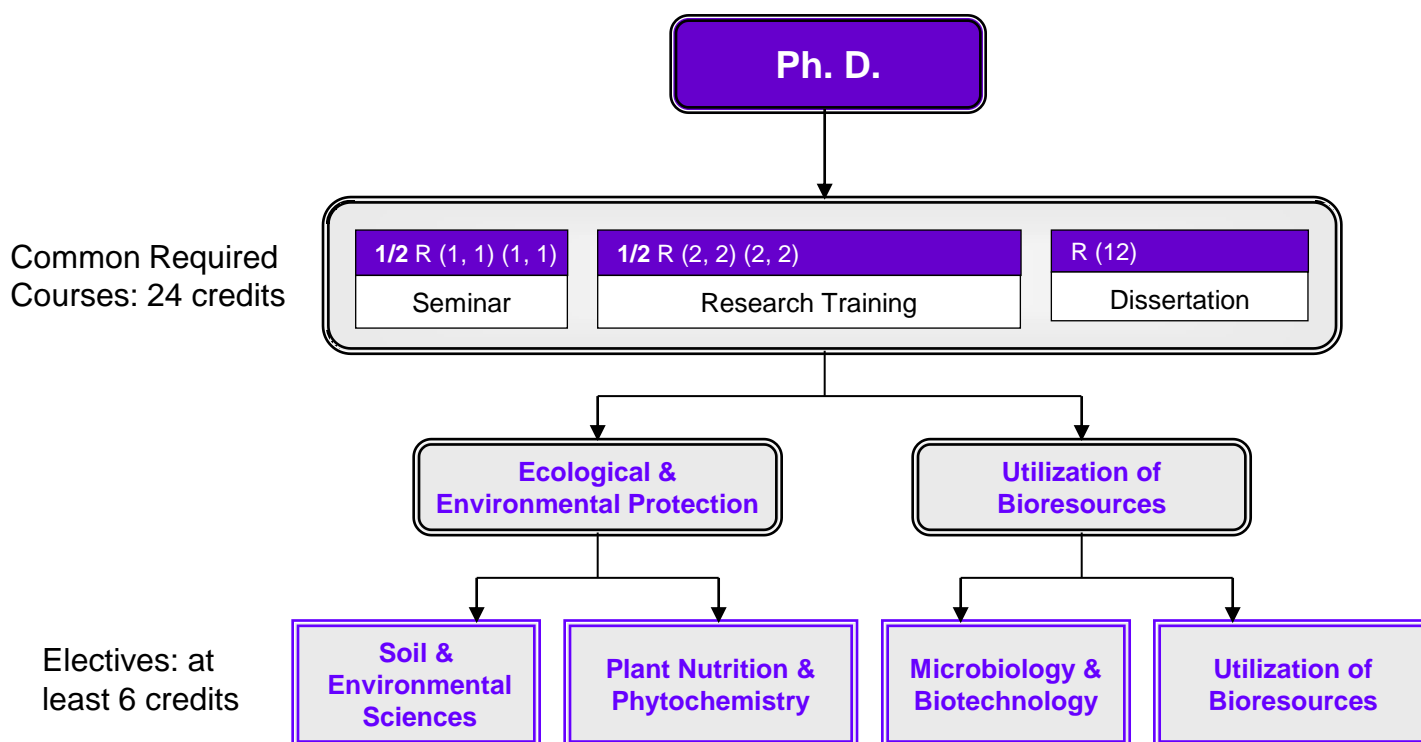 Ph. D.
Common Required
Courses: 24 credits
1/2 R (1, 1) (1, 1)
Seminar
1/2 R (2, 2) (2, 2)
Research Training
R (12)
Dissertation
Ecological &
Environmental Protection
Utilization of
Bioresources
Electives: at
least 6 credits
Soil &
Environmental
Sciences
Plant Nutrition &
Phytochemistry
Microbiology &
Biotechnology
Utilization of
Bioresources